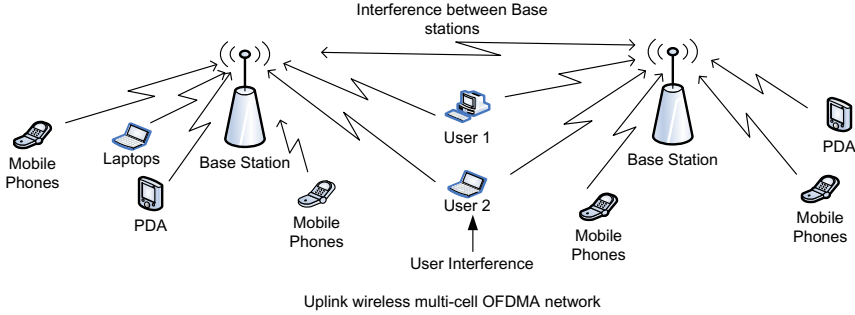 Interference between Base
stations
User 1
Mobile
Phones
Laptops
Base Station
Base Station
PDA
PDA
User 2
Mobile
Phones
Mobile
Phones
Mobile
Phones
User Interference
Uplink wireless multi-cell OFDMA network